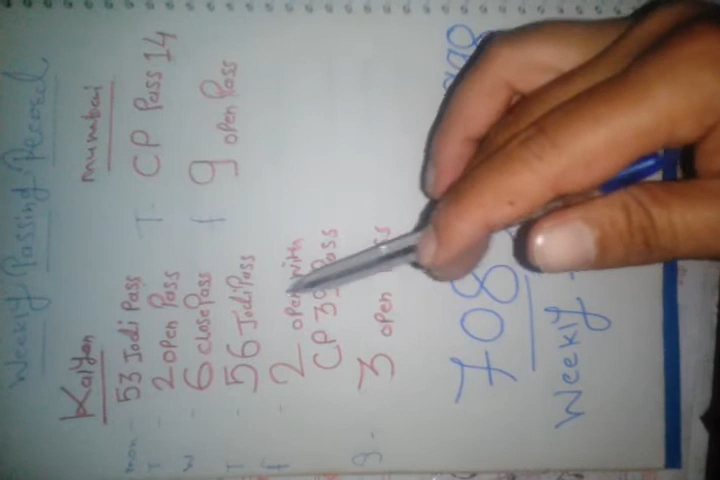 Weekly Passing Record
Kalyan
mumbai
mon - 53 Jodi Pass
T - 2 open Pass
T - CP Pass 14
W - 6 close Pass
T - 56 Jodi Pass
f 9 open Pass
f - 2 open with
CP 39 Pass
3 open
708
Weekly -